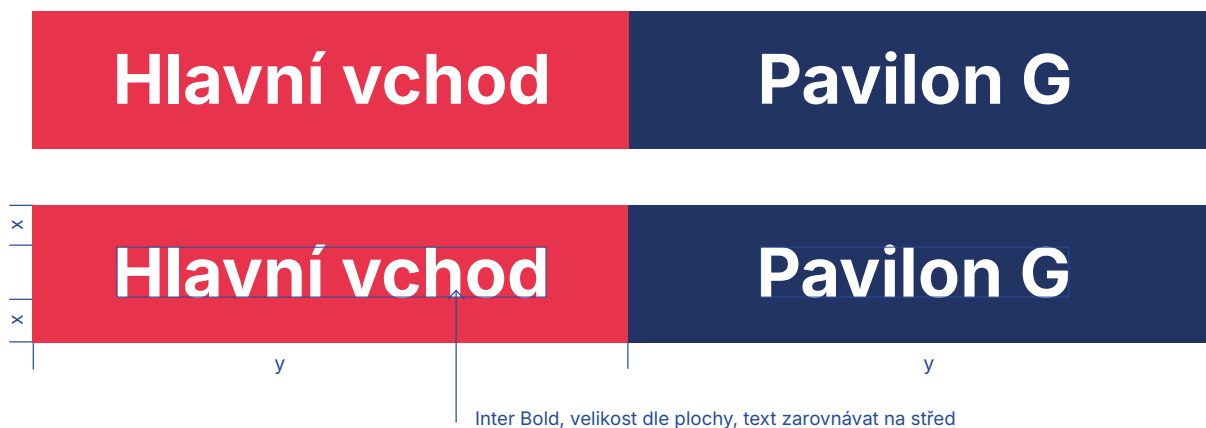 Hlavní vchod Pavilon G
x
Hlavní vchod Pavilon G
x
y y
Inter Bold, velikost dle plochy, text zarovnávat na střed